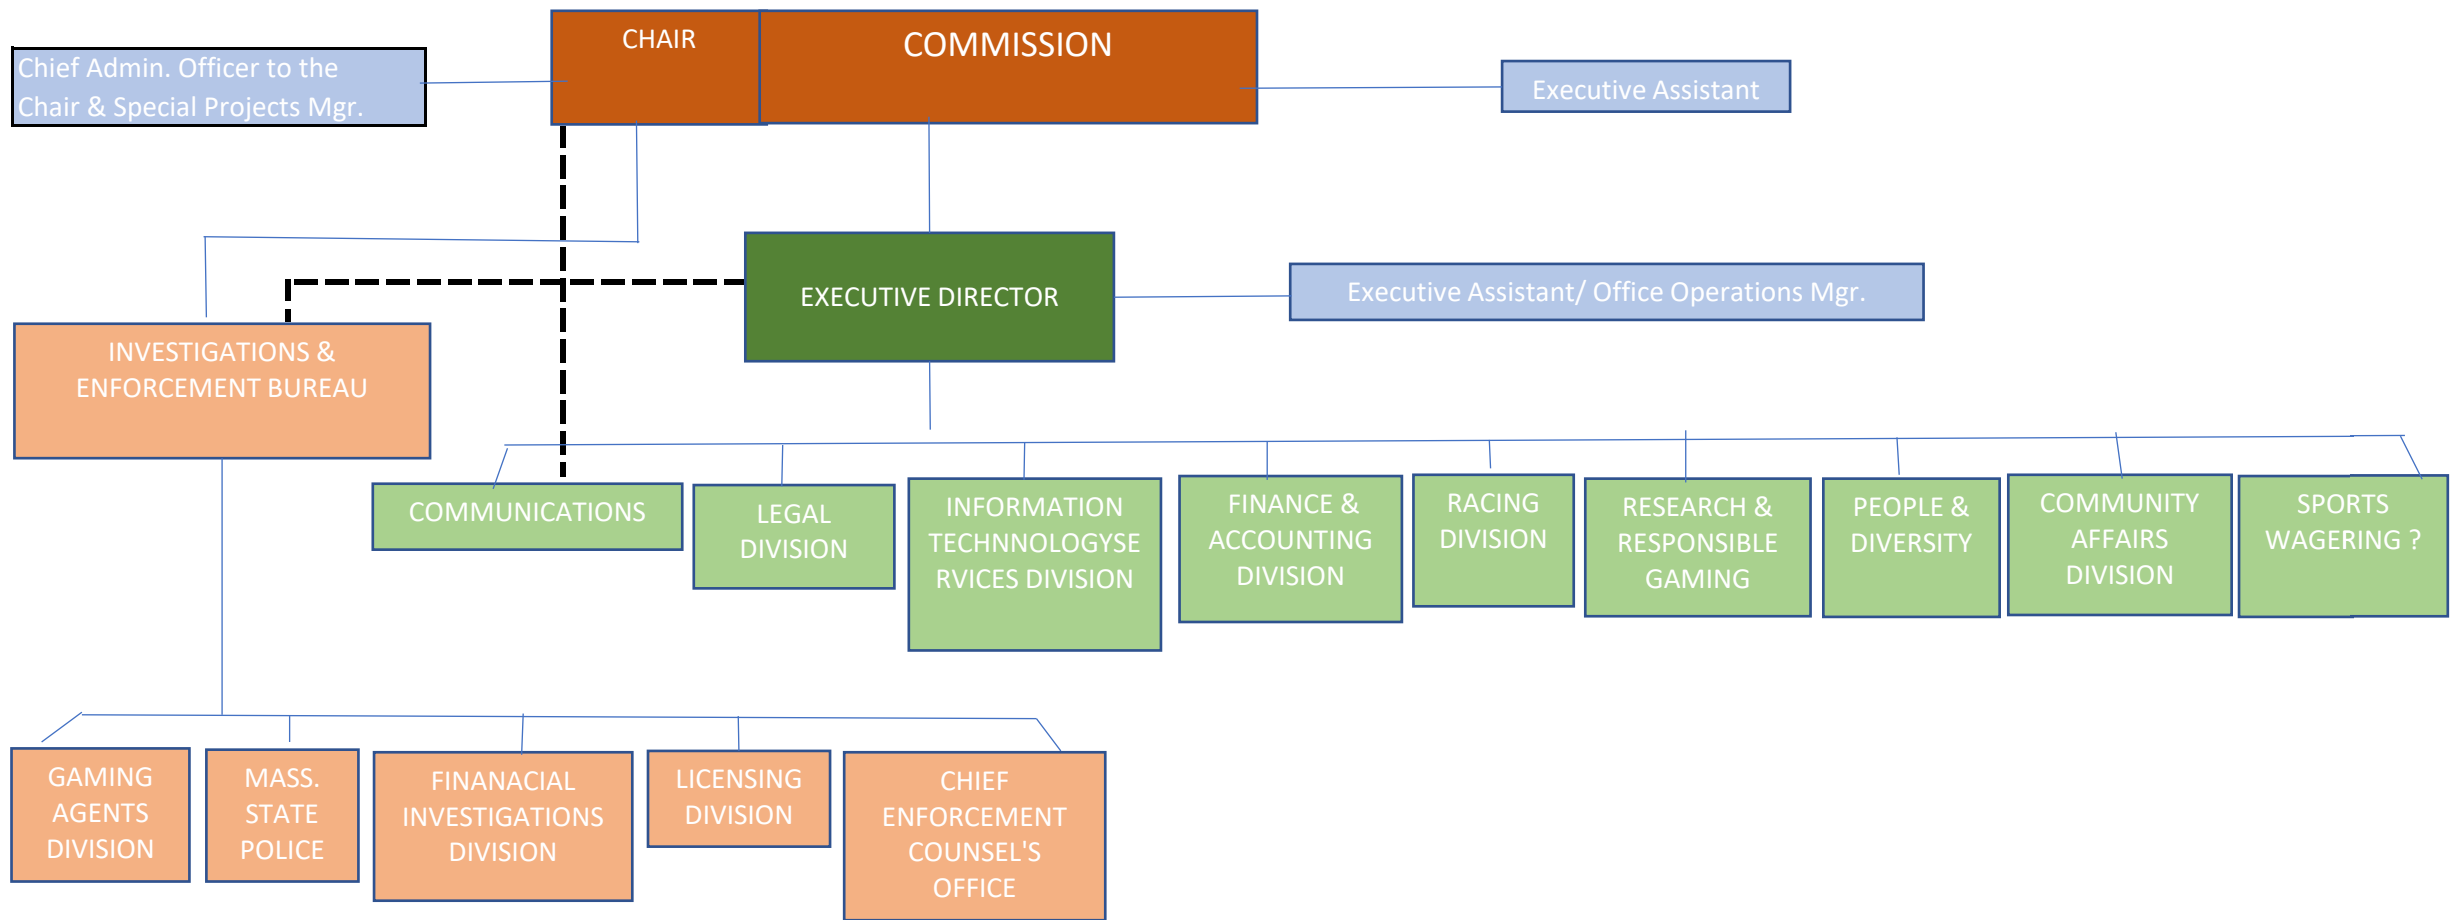 CHAIR
COMMISSION
Chief Admin. Officer to the
Chair & Special Projects Mgr.
Executive Assistant
EXECUTIVE DIRECTOR
Executive Assistant/ Office Operations Mgr.
INVESTIGATIONS &
ENFORCEMENT BUREAU
COMMUNICATIONS
LEGAL
DIVISION
INFORMATION
TECHNNOLOGYSE
RVICES DIVISION
FINANCE &
ACCOUNTING
DIVISION
RACING
DIVISION
RESEARCH &
RESPONSIBLE
GAMING
PEOPLE &
DIVERSITY
COMMUNITY
AFFAIRS
DIVISION
SPORTS
WAGERING ?
GAMING
AGENTS
DIVISION
MASS.
STATE
POLICE
FINANACIAL
INVESTIGATIONS
DIVISION
LICENSING
DIVISION
CHIEF
ENFORCEMENT
COUNSEL'S
OFFICE